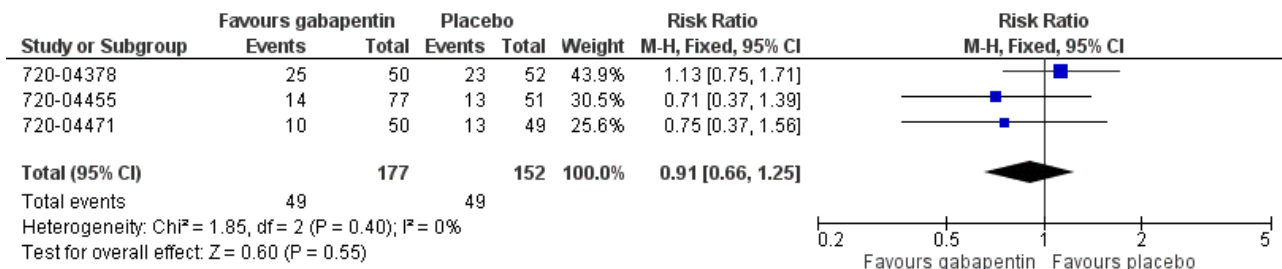 Favours gabapentin Placebo Risk Ratio Risk Ratio
Study or Subgroup Events Total Events Total Weight M-H, Fixed, 95% CI M-H, Fixed, 95% CI
720-04378 25 50 23 52 43.9% 1.13 [0.75, 1.71]
720-04455 14 77 13 51 30.5% 0.71 [0.37, 1.39]
720-04471 10 50 13 49 25.6% 0.75 [0.37, 1.56]
Total (95% CI) 177 152 100.0% 0.91 [0.66, 1.25]
Total events 49 49
Heterogeneity: Chi² = 1.85, df = 2 (P = 0.40); I² = 0%
Test for overall effect: Z = 0.60 (P = 0.55)
0.2 0.5 1 2 5
Favours gabapentin Favours placebo